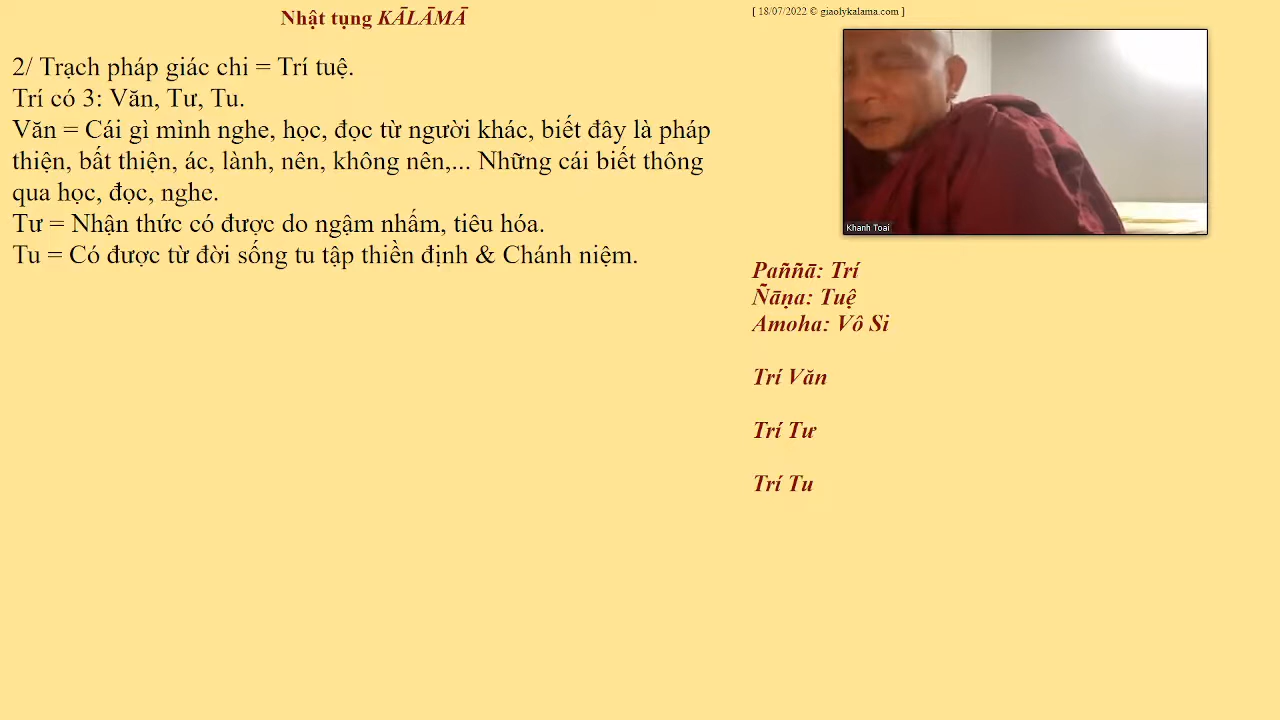 Nhật tụng KĀLĀMĀ
[ 18/07/2022 © giaolykalama.com ]
2/ Trạch pháp giác chi = Trí tuệ.
Trí có 3: Văn, Tư, Tu.
Văn = Cái gì mình nghe, học, đọc từ người khác, biết đây là pháp
thiện, bất thiện, ác, lành, nên, không nên,... Những cái biết thông
qua học, đọc, nghe.
Tư = Nhận thức có được do ngậm nhấm, tiêu hóa.
Tu = Có được từ đời sống tu tập thiền định & Chánh niệm.
Khanh Toai
Paññā: Trí
Ñāṇa: Tuệ
Amoha: Vô Si
Trí Văn
Trí Tư
Trí Tu